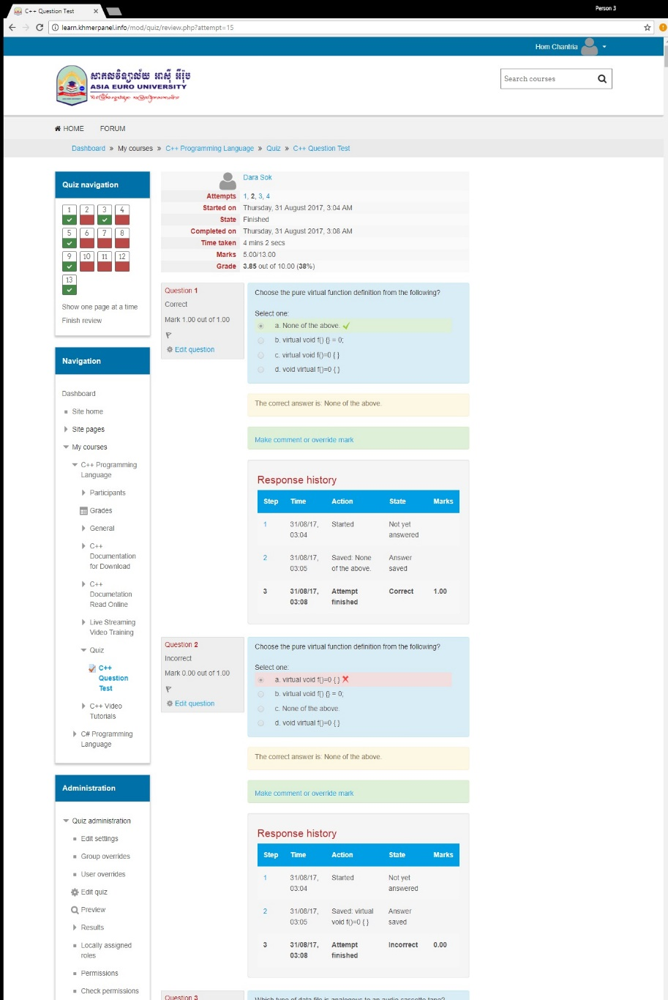 C++ Question Test
Person 3
learn.khmerpanel.info/mod/quiz/review.php?attempt=15
Hom Chantria
សាកលវិទ្យាល័យ អាស៊ី អឺរ៉ុប
ASIA EURO UNIVERSITY
Search courses
HOME FORUM
Dashboard » My courses » C++ Programming Language » Quiz » C++ Question Test
Quiz navigation
1 2 3 4
5 6 7 8
9 10 11 12
13
Show one page at a time
Finish review
Navigation
Dashboard
Site home
Site pages
My courses
C++ Programming
Language
Participants
Grades
General
C++
Documentation
for Download
C++
Documetation
Read Online
Live Streaming
Video Training
Quiz
C++
Question
Test
C++ Video
Tutorials
C# Programming
Language
Administration
Quiz administration
Edit settings
Group overrides
User overrides
Edit quiz
Preview
Results
Locally assigned
roles
Permissions
Check permissions
Dara Sok
Attempts 1, 2, 3, 4
Started on Thursday, 31 August 2017, 3:04 AM
State Finished
Completed on Thursday, 31 August 2017, 3:08 AM
Time taken 4 mins 2 secs
Marks 5.00/13.00
Grade 3.85 out of 10.00 (38%)
Question 1
Correct
Mark 1.00 out of 1.00
Edit question
Choose the pure virtual function definition from the following?
Select one:
a. None of the above.
b. virtual void f() {} = 0;
c. virtual void f()=0 { }
d. void virtual f()=0 { }
The correct answer is: None of the above.
Make comment or override mark
Response history
Step Time Action State Marks
1 31/08/17, Started Not yet
03:04 answered
2 31/08/17, Saved: None Answer
03:05 of the above. saved
3 31/08/17, Attempt Correct 1.00
03:08 finished
Question 2
Incorrect
Mark 0.00 out of 1.00
Edit question
Choose the pure virtual function definition from the following?
Select one:
a. virtual void f()=0 { }
b. virtual void f() {} = 0;
c. None of the above.
d. void virtual f()=0 { }
The correct answer is: None of the above.
Make comment or override mark
Response history
Step Time Action State Marks
1 31/08/17, Started Not yet
03:04 answered
2 31/08/17, Saved: virtual Answer
03:05 void f()=0 { } saved
3 31/08/17, Attempt Incorrect 0.00
03:08 finished
Question 3
Which type of data file is analogous to an audio cassette tape?